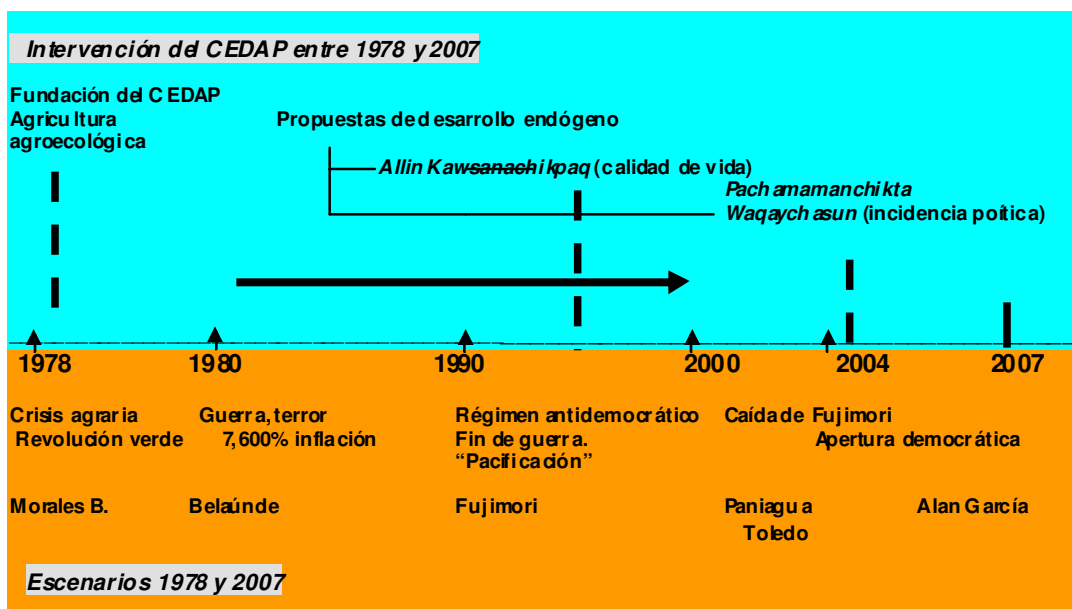 Intervención del CEDAP entre 1978 y 2007
Fundación del CEDAP
Agricultura
agroecológica
Propuestas de desarrollo endógeno
Allin Kawsanachikpaq (calidad de vida)
Pachamamanchikta
Waqaychasun (incidencia poítica)
1978 1980 1990 2000 2004 2007
Crisis agraria
Revolución verde
Guerra, terror
7,600% inflación
Régimen antidemocrático
Fin de guerra.
“Pacificación”
Caída de Fujimori
Apertura democrática
Morales B.
Belaúnde
Fujimori
Paniagua
Toledo
Alan García
Escenarios 1978 y 2007